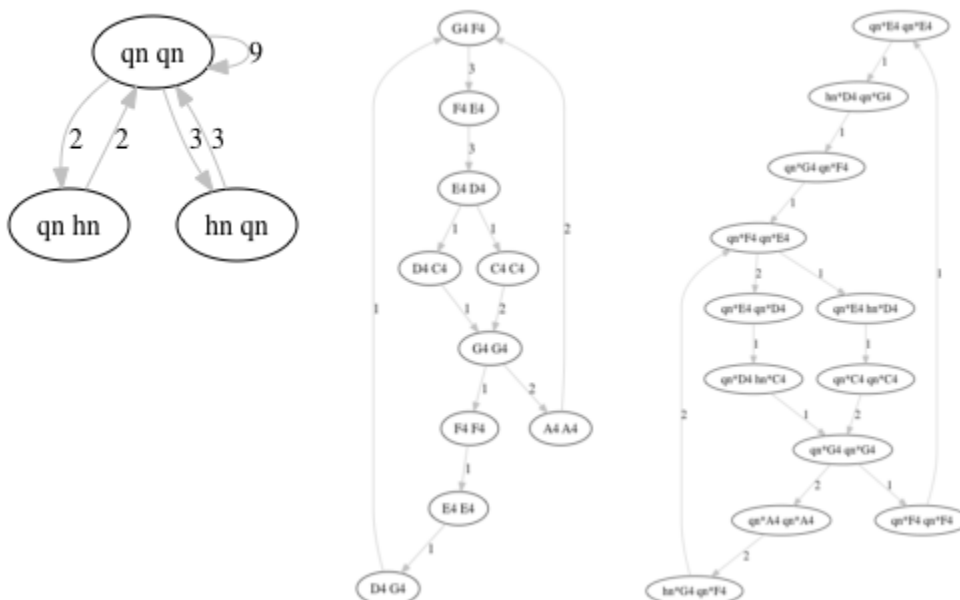 qn qn
9
2
2
3
3
qn hn
hn qn
G4 F4
3
F4 E4
3
E4 D4
1
1
2
D4 C4
C4 C4
1
1
2
G4 G4
1
2
F4 F4
A4 A4
1
E4 E4
1
D4 G4
qn*E4 qn*E4
1
hn*D4 qn*G4
1
qn*G4 qn*F4
1
qn*F4 qn*E4
2
1
1
qn*E4 qn*D4
qn*E4 hn*D4
1
1
qn*D4 hn*C4
qn*C4 qn*C4
2
1
2
qn*G4 qn*G4
2
1
qn*A4 qn*A4
qn*F4 qn*F4
2
hn*G4 qn*F4